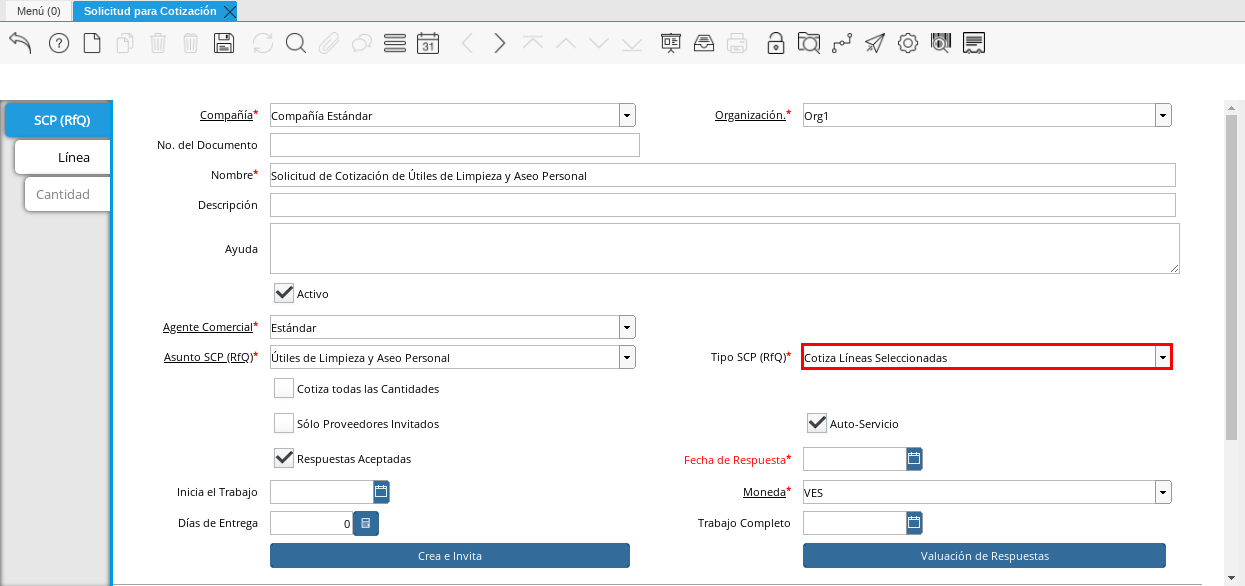 Menú (0) Solicitud para Cotización
31
SCP (RfQ)
Línea
Cantidad
Compañía* Compañía Estándar Organización.* Org1
No. del Documento
Nombre* Solicitud de Cotización de Útiles de Limpieza y Aseo Personal
Descripción
Ayuda
Activo
Agente Comercial* Estándar
Asunto SCP (RfQ)* Útiles de Limpieza y Aseo Personal Tipo SCP (RfQ)* Cotiza Líneas Seleccionadas
Cotiza todas las Cantidades
Sólo Proveedores Invitados Auto-Servicio
Respuestas Aceptadas Fecha de Respuesta*
Inicia el Trabajo Moneda* VES
Días de Entrega 0 Trabajo Completo
Crea e Invita Valuación de Respuestas